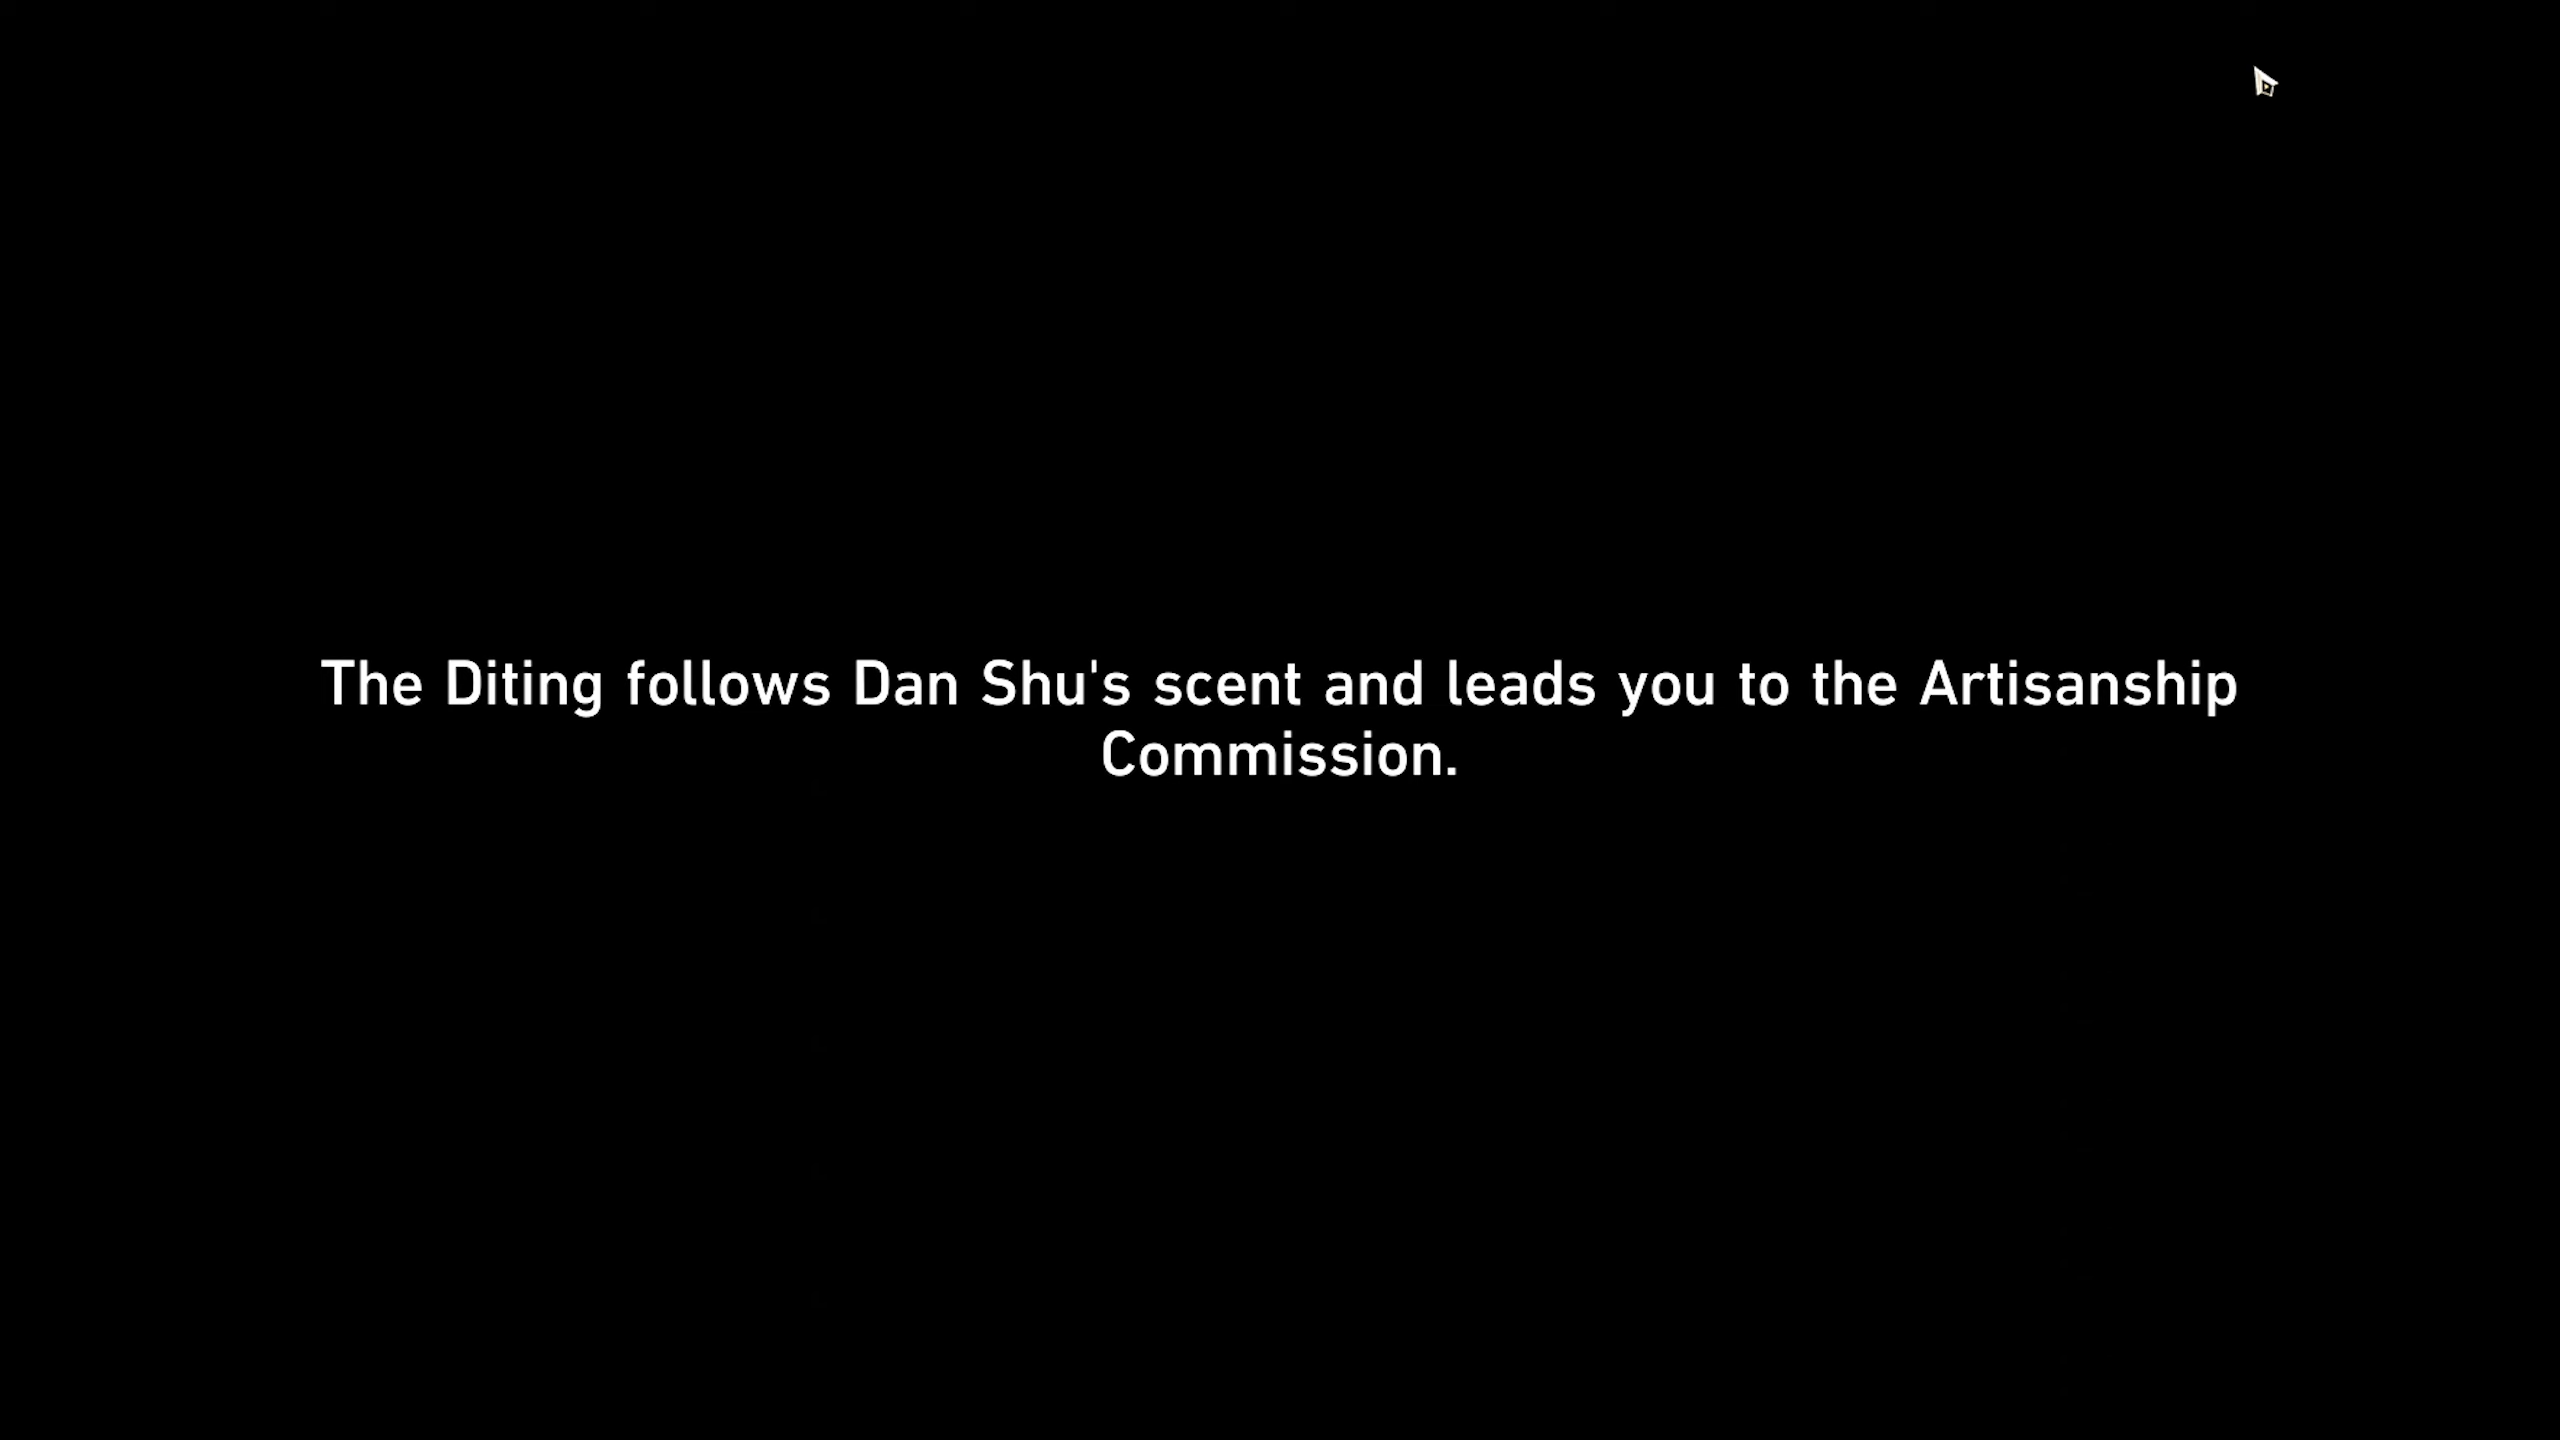 The Diting follows Dan Shu's scent and leads you to the Artisanship
Commission.